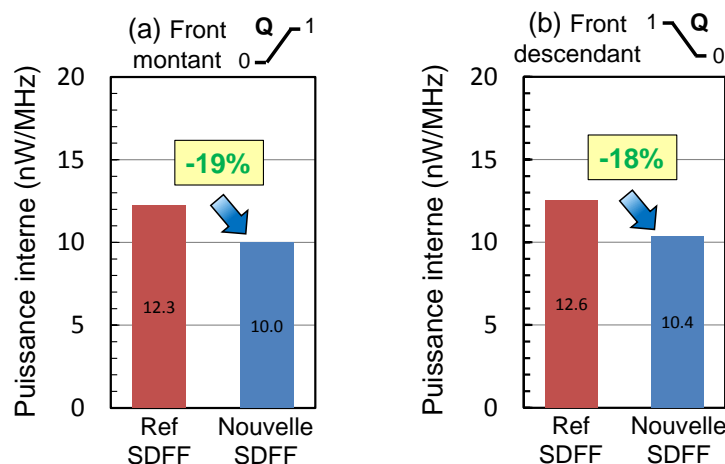 (a) Front
montant
Q
1
0
Puissance interne (nW/MHz)
20
15
10
5
0
-19%
12.3
10.0
Ref
SDFF
Nouvelle
SDFF
(b) Front
descendant
1
Q
0
Puissance interne (nW/MHz)
20
15
10
5
0
-18%
12.6
10.4
Ref
SDFF
Nouvelle
SDFF